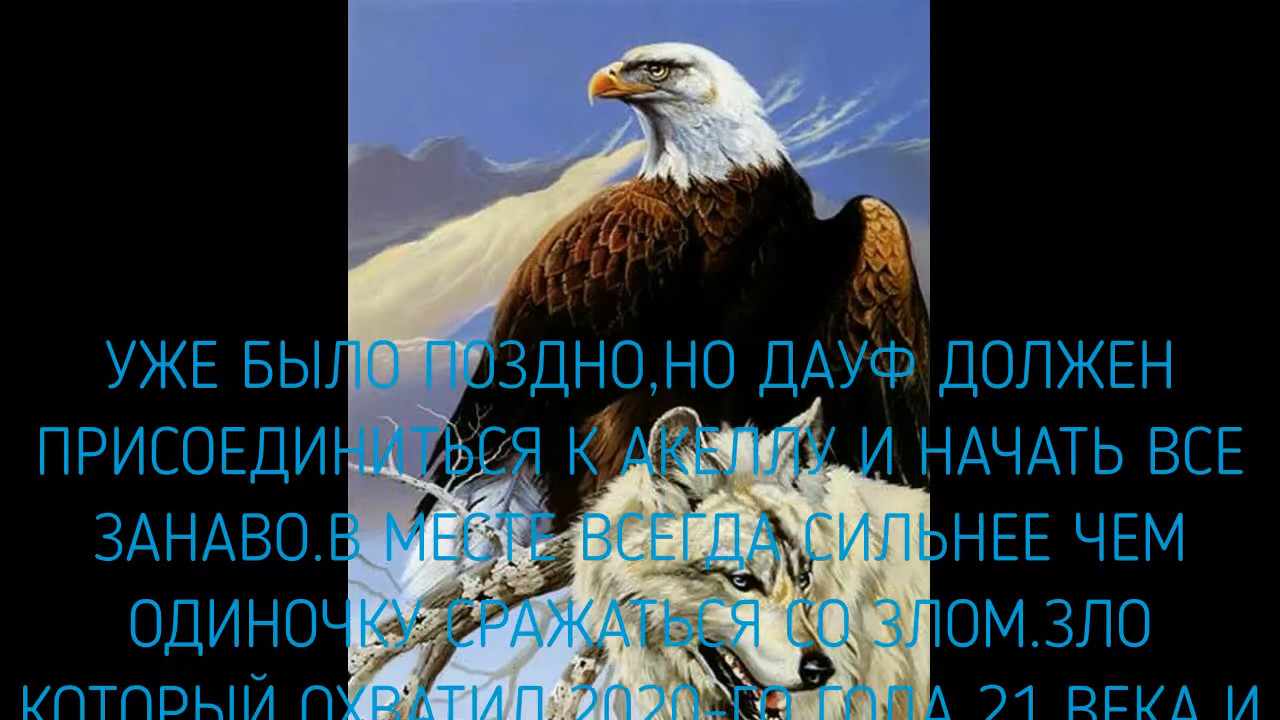 УЖЕ БЫЛО ПОЗДНО,НО ДАУФ ДОЛЖЕН
ПРИСОЕДИНИТЬСЯ К АКЕЛЛУ И НАЧАТЬ ВСЕ
ЗАНАВО.В МЕСТЕ ВСЕГДА СИЛЬНЕЕ ЧЕМ
ОДИНОЧКУ СРАЖАТЬСЯ СО ЗЛОМ.ЗЛО
КОТОРЫЙ ОХВАТИЛ 2020-ГО ГОДА 21 ВЕКА И